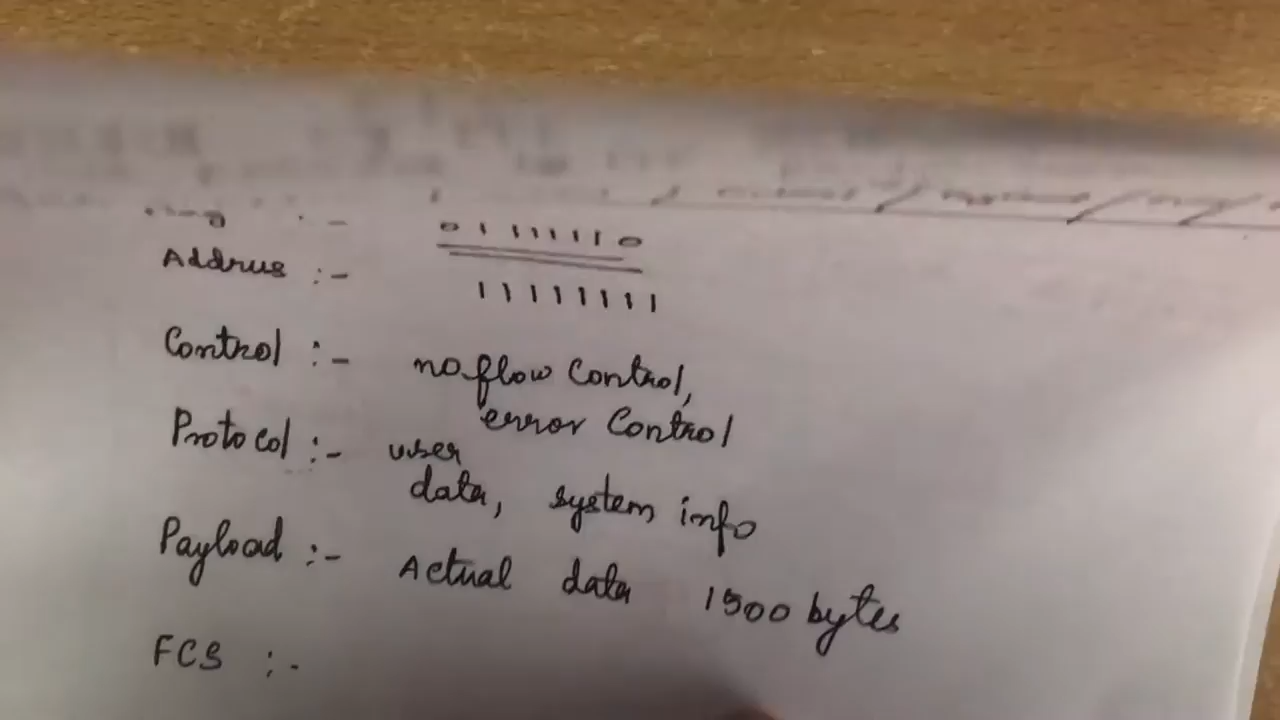 :- 01111110
Address :- 11111111
Control :- no flow control,
error control
Protocol :- user
data, system info
Payload :- Actual data 1500 bytes
FCS :-